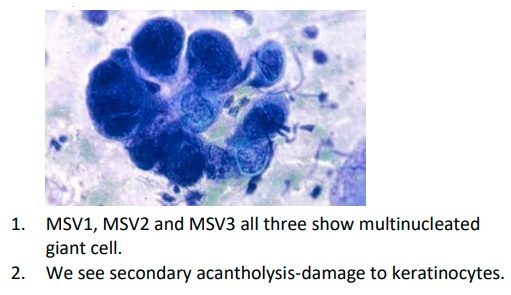 1. MSV1, MSV2 and MSV3 all three show multinucleated
giant cell.
2. We see secondary acantholysis-damage to keratinocytes.